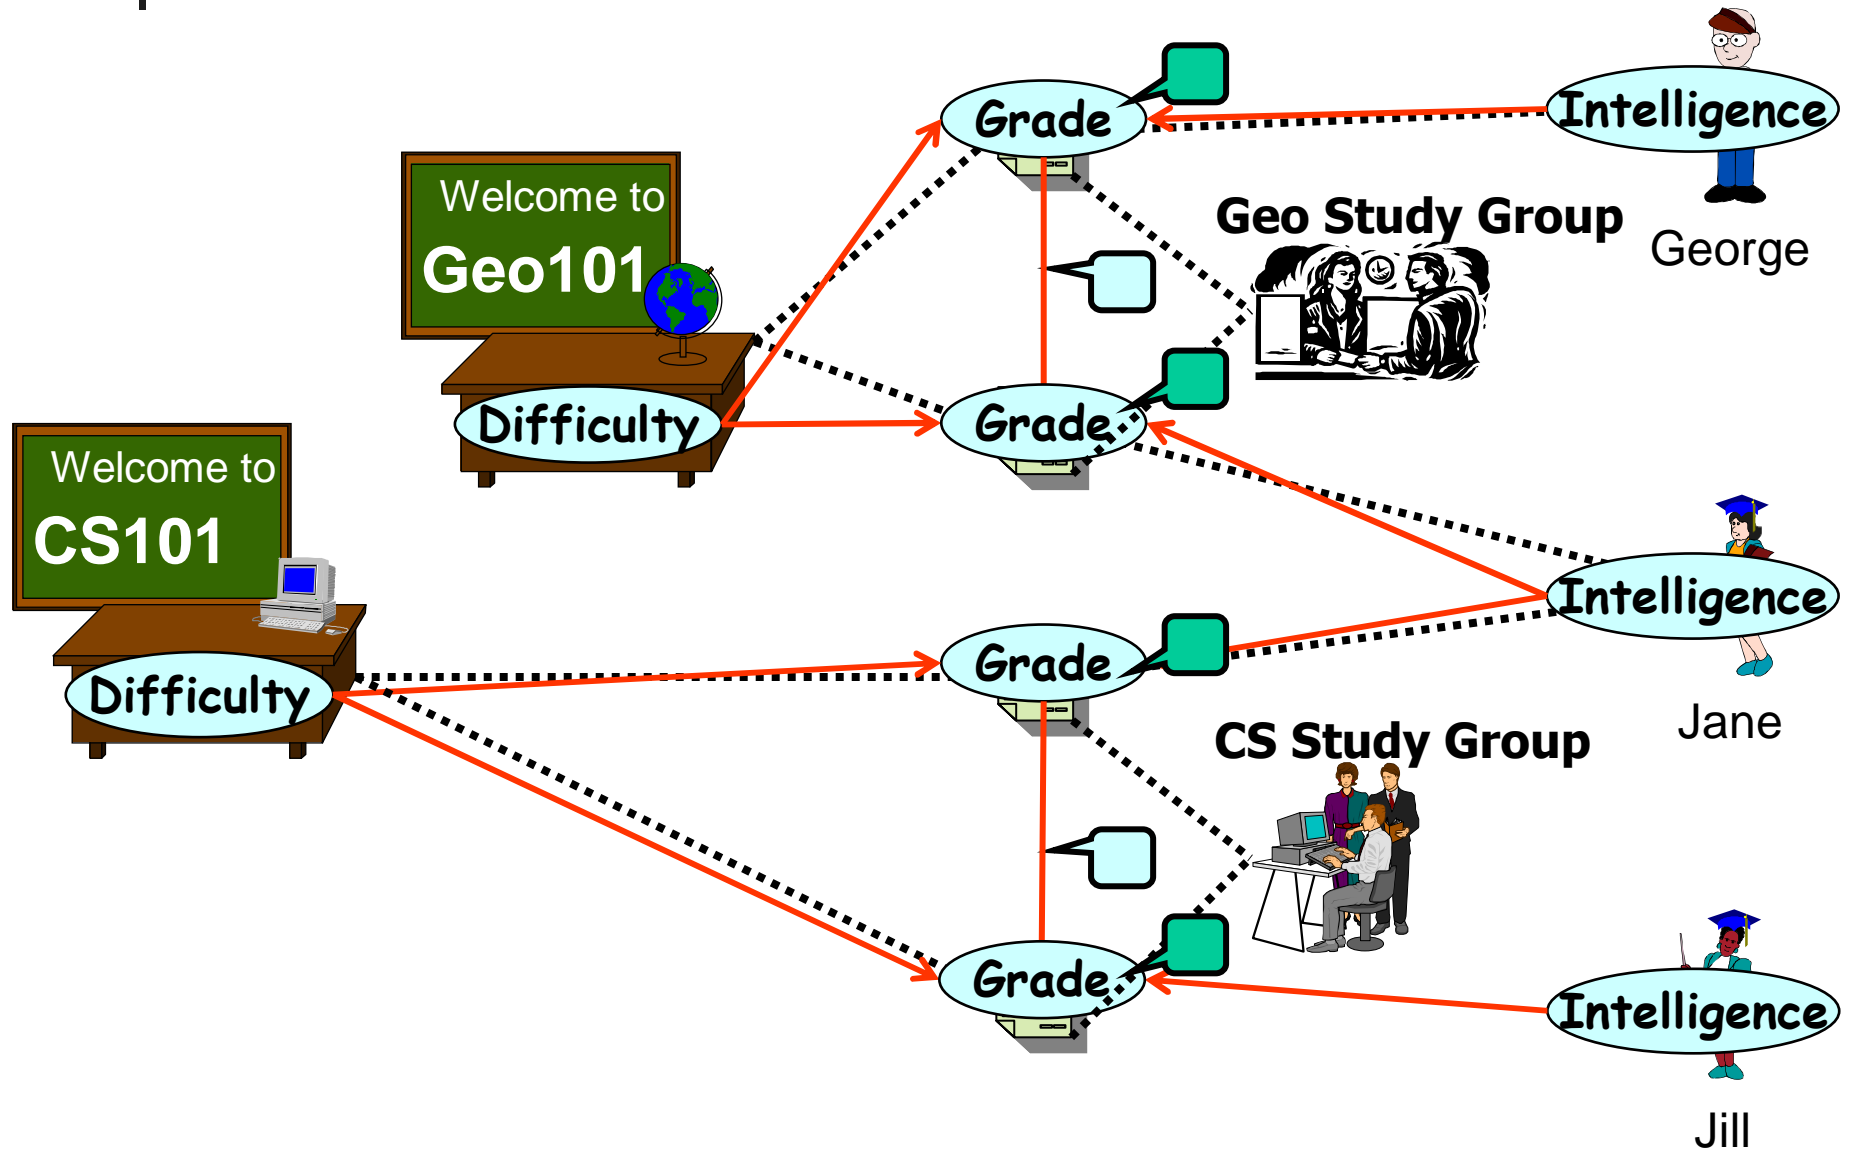 Grade
Intelligence
Welcome to
Geo101
Geo Study Group
George
Difficulty
Grade
Welcome to
CS101
Intelligence
Grade
Difficulty
Jane
CS Study Group
Grade
Intelligence
Jill